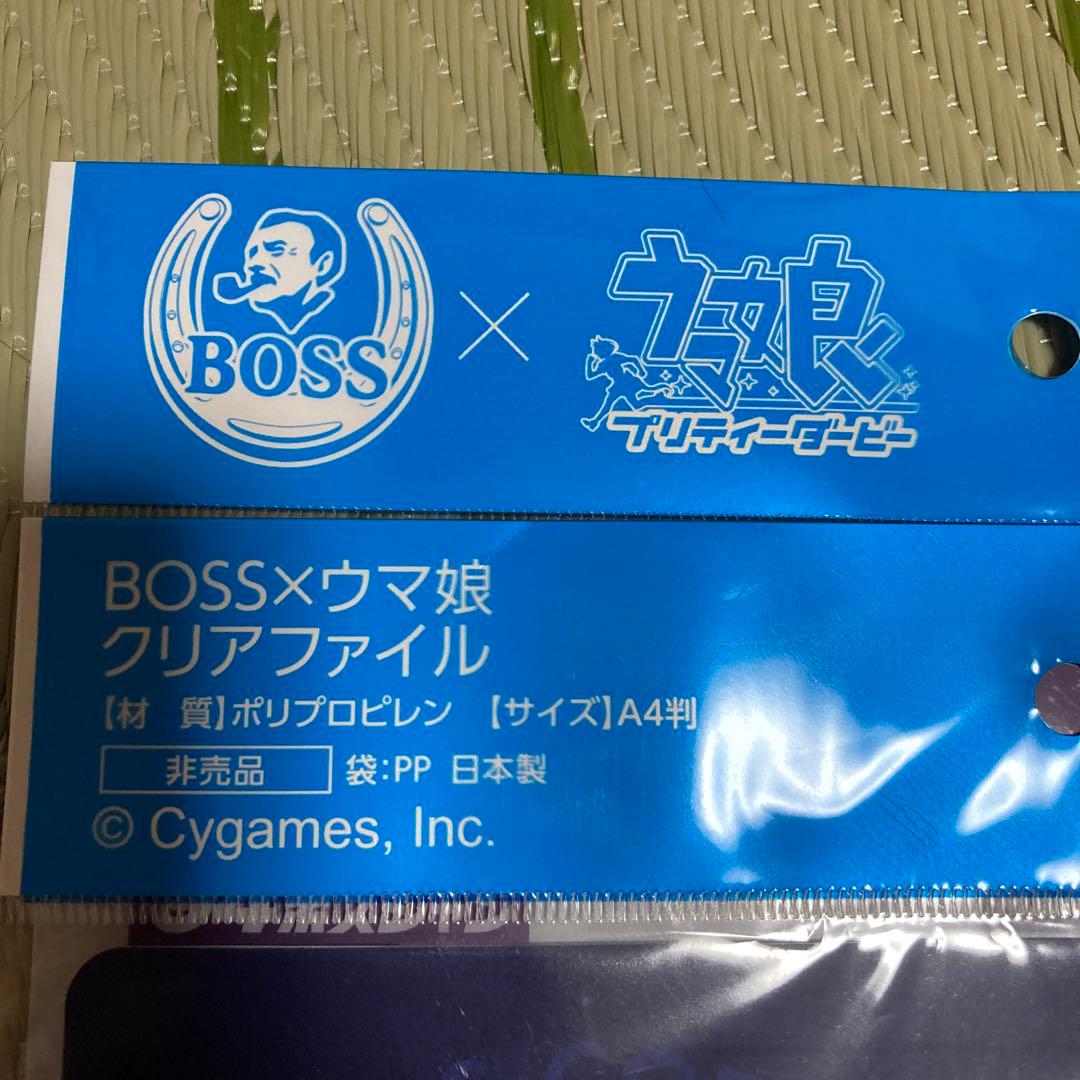 BOSS
×
ウマ娘
プリティーダービー
BOSS×ウマ娘
クリアファイル
【材　質】ポリプロピレン　【サイズ】A4判
非売品　袋：PP　日本製
© Cygames, Inc.